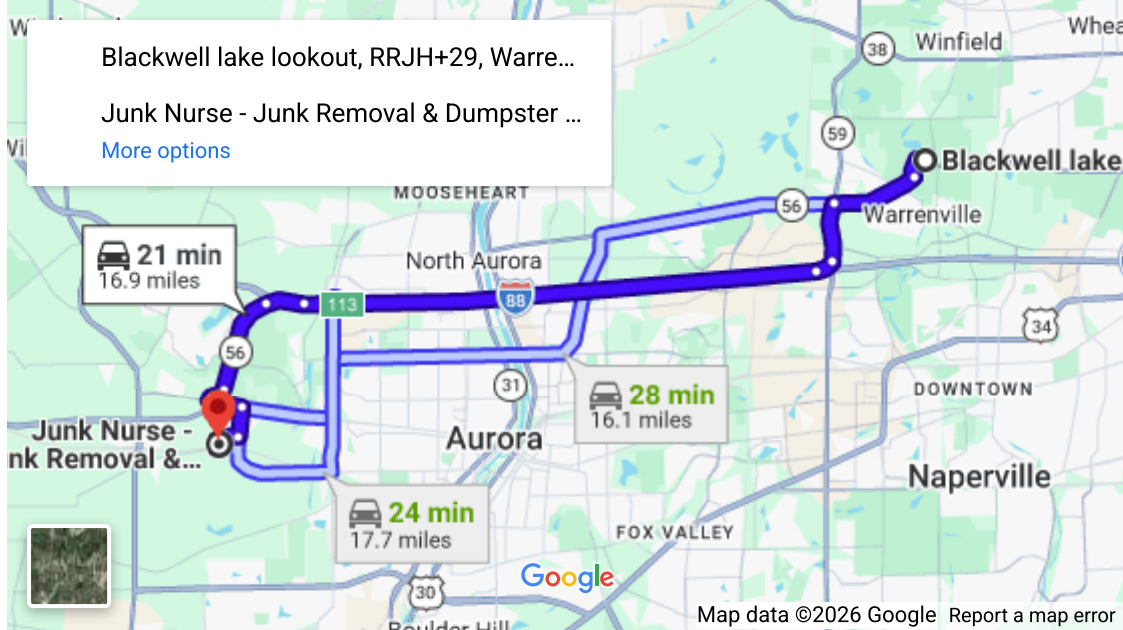 Blackwell lake lookout, RRJH+29, Warre...
Junk Nurse - Junk Removal & Dumpster ...
More options
38
Winfield
Whea
59
Blackwell lake
MOOSEHEART
56
Warrenville
21 min
16.9 miles
North Aurora
113
88
34
56
31
28 min
16.1 miles
DOWNTOWN
Junk Nurse -
nk Removal &...
Aurora
Naperville
24 min
17.7 miles
FOX VALLEY
30
Google
Boulder Hill
Map data ©2026 Google
Report a map error